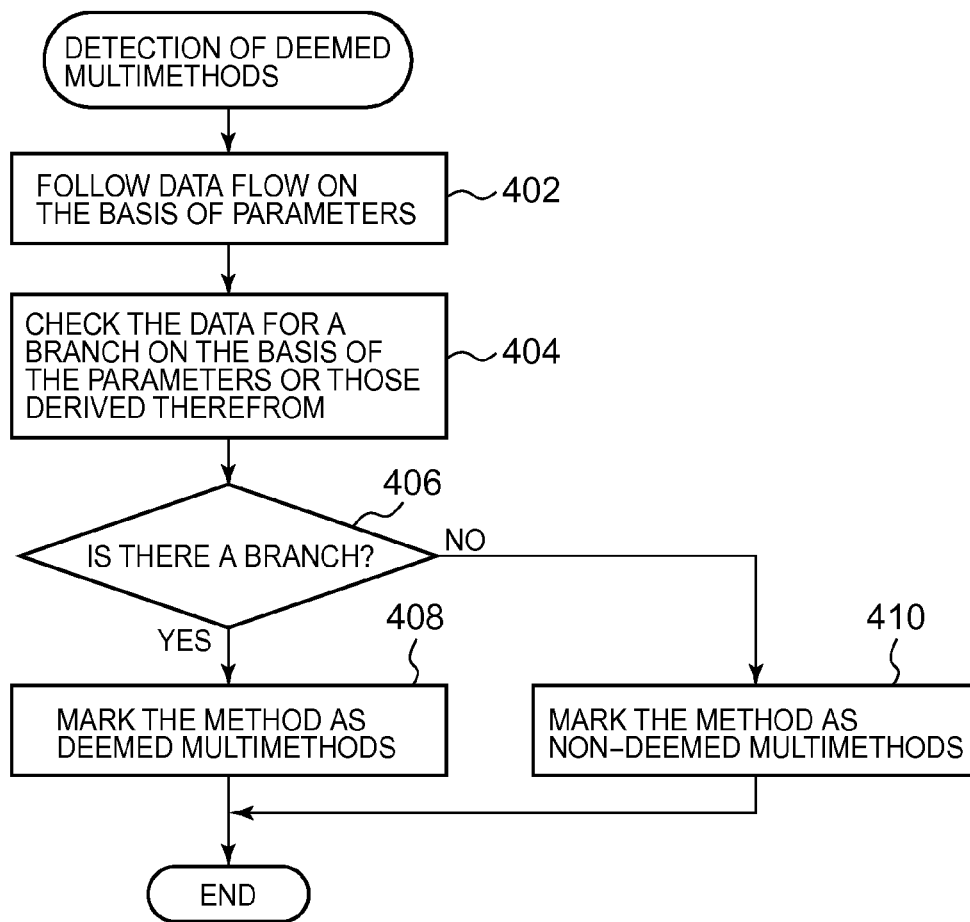 DETECTION OF DEEMED
MULTIMETHODS
FOLLOW DATA FLOW ON
THE BASIS OF PARAMETERS
402
CHECK THE DATA FOR A
BRANCH ON THE BASIS OF
THE PARAMETERS OR THOSE
DERIVED THEREFROM
404
406
IS THERE A BRANCH?
NO
YES
408
410
MARK THE METHOD AS
DEEMED MULTIMETHODS
MARK THE METHOD AS
NON-DEEMED MULTIMETHODS
END